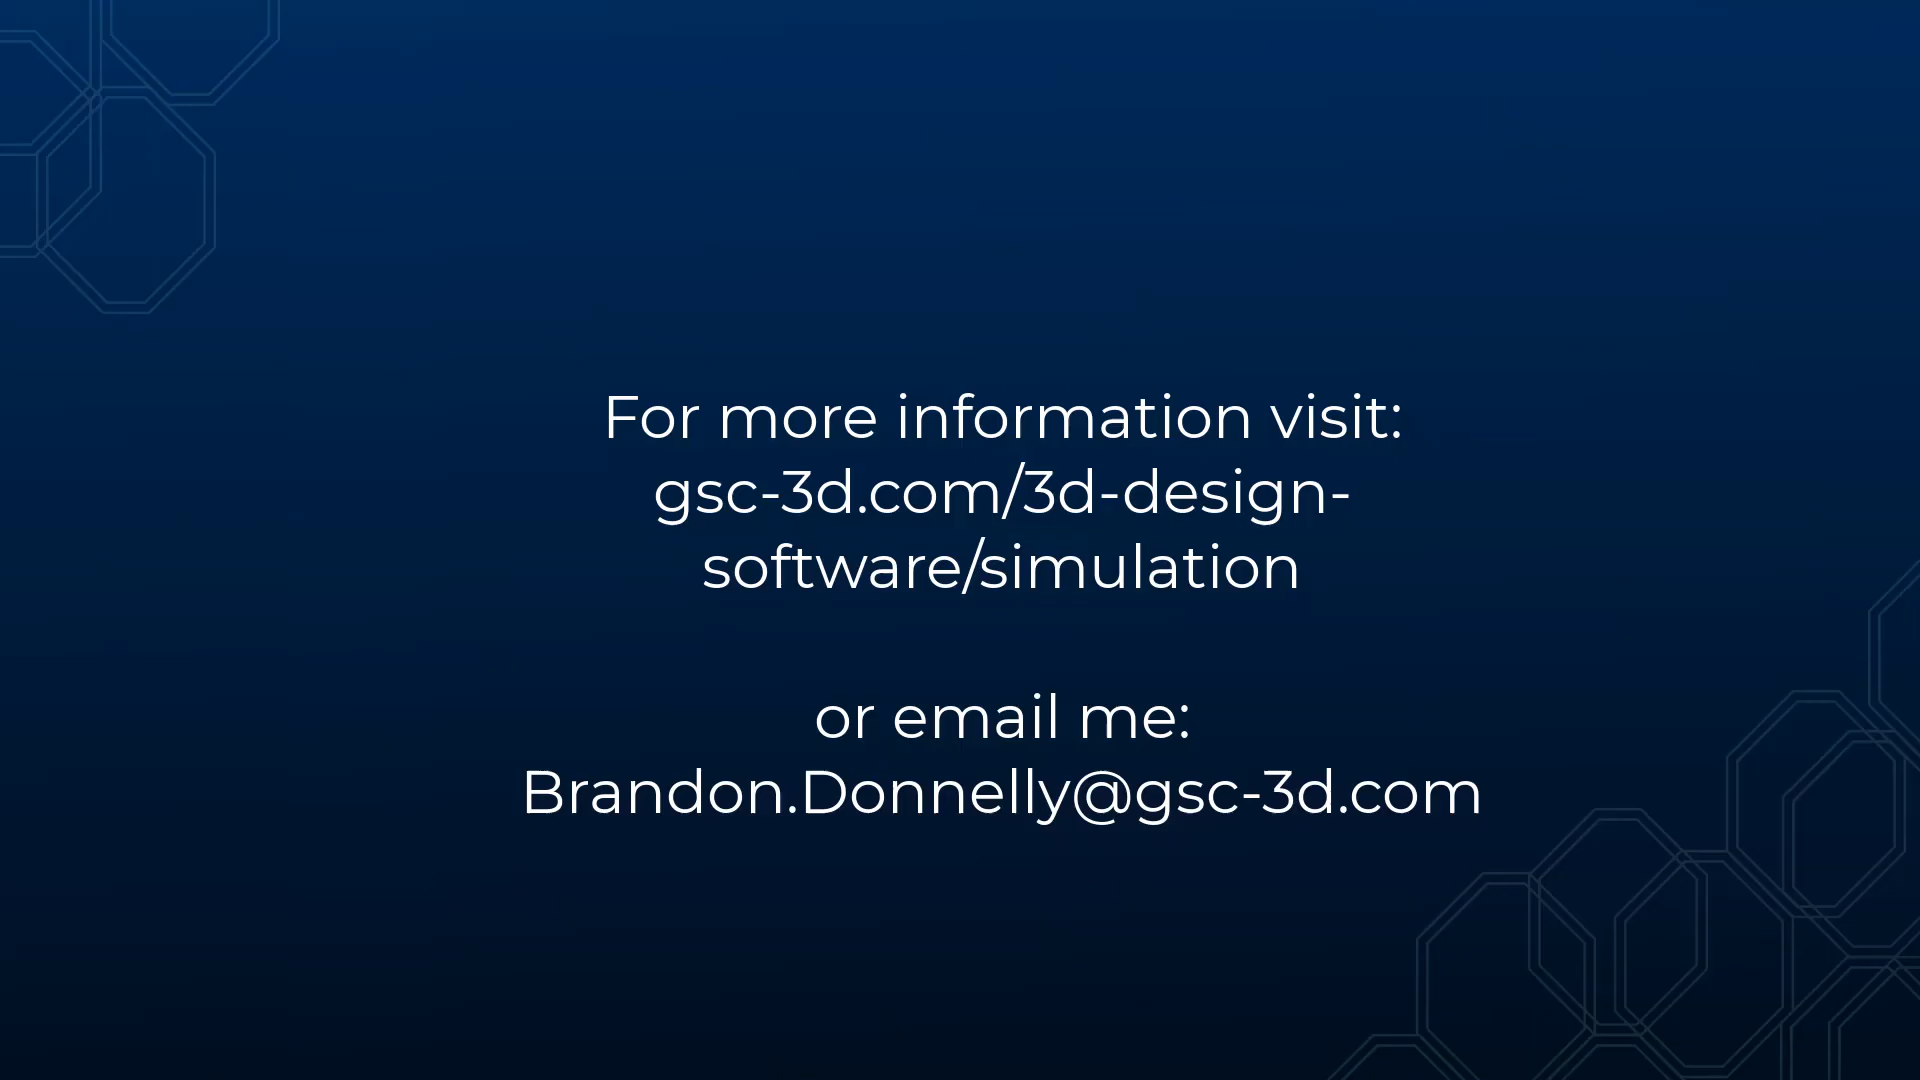 For more information visit:
gsc-3d.com/3d-design-
software/simulation
or email me:
Brandon.Donnelly@gsc-3d.com